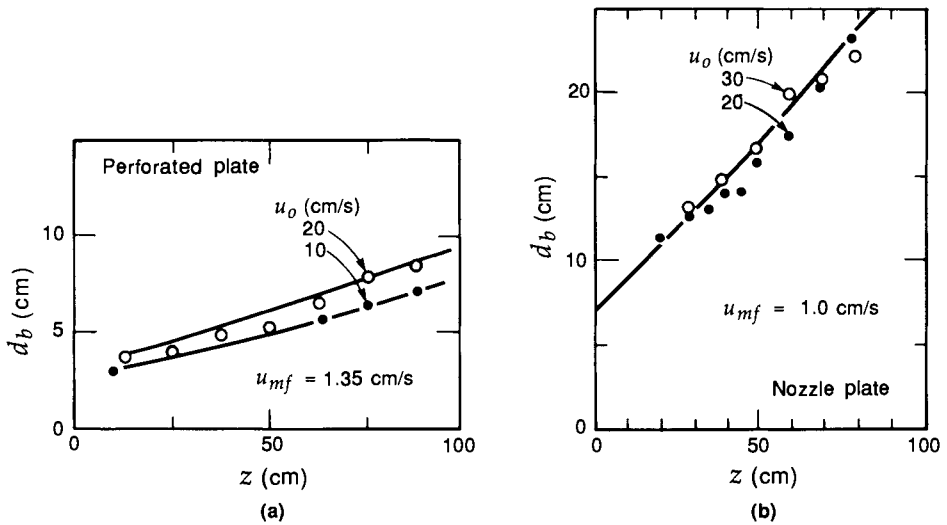 10
5
0
d_b (cm)
Perforated plate
u_o (cm/s)
20
10
u_mf = 1.35 cm/s
0
50
100
z (cm)
(a)
20
10
0
d_b (cm)
u_o (cm/s)
30
20
u_mf = 1.0 cm/s
Nozzle plate
0
50
100
z (cm)
(b)